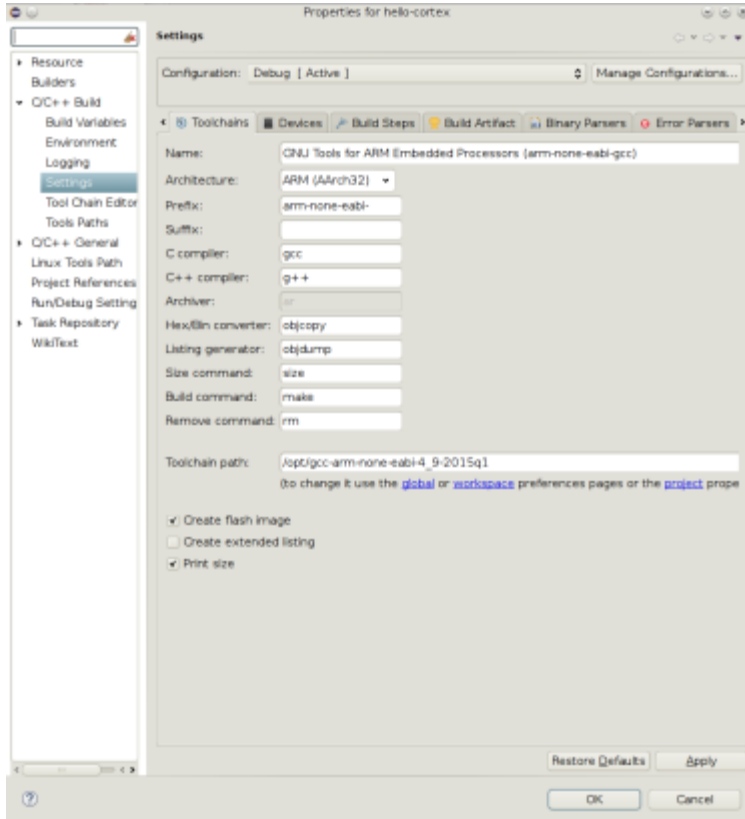 Properties for hello-cortex
Settings
Resource
Builders
C/C++ Build
Build Variables
Environment
Logging
Settings
Tool Chain Editor
Tools Paths
C/C++ General
Linux Tools Path
Project References
Run/Debug Setting
Task Repository
WikiText
Configuration: Debug [ Active ]
Manage Configurations...
Toolchains Devices Build Steps Build Artifact Binary Parsers Error Parsers
Name: GNU Tools for ARM Embedded Processors (arm-none-eabi-gcc)
Architecture: ARM (AArch32)
Prefix: arm-none-eabi-
Suffix:
C compiler: gcc
C++ compiler: g++
Archiver: ar
Hex/Bin converter: objcopy
Listing generator: objdump
Size command: size
Build command: make
Remove command: rm
Toolchain path: /opt/gcc-arm-none-eabi-4_9-2015q1
(to change it use the global or workspace preferences pages or the project prope
Create flash image
Create extended listing
Print size
Restore Defaults Apply
OK Cancel